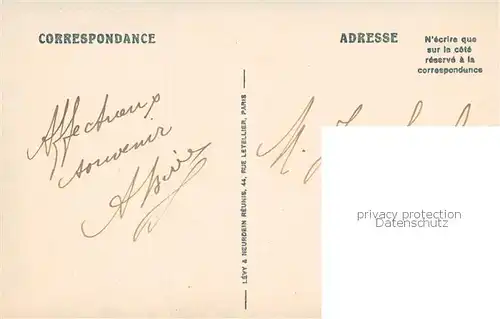 CORRESPONDANCE
ADRESSE
N'écrire que
sur le côté
réservé à la
correspondance
Affectueux
souvenir
LÉVY & NEURDEIN RÉUNIS, 44, RUE LETELLIER, PARIS
M.
privacy protection
DatenSchutz